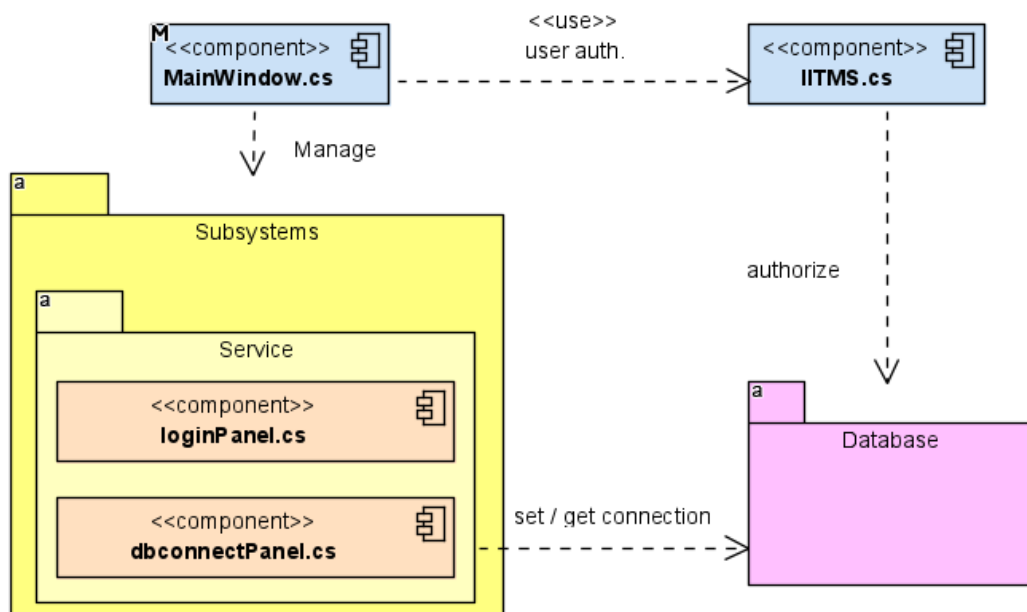 M
<<component>>
MainWindow.cs
<<use>>
user auth.
<<component>>
IITMS.cs
Manage
a
Subsystems
a
Service
<<component>>
loginPanel.cs
<<component>>
dbconnectPanel.cs
authorize
set / get connection
a
Database